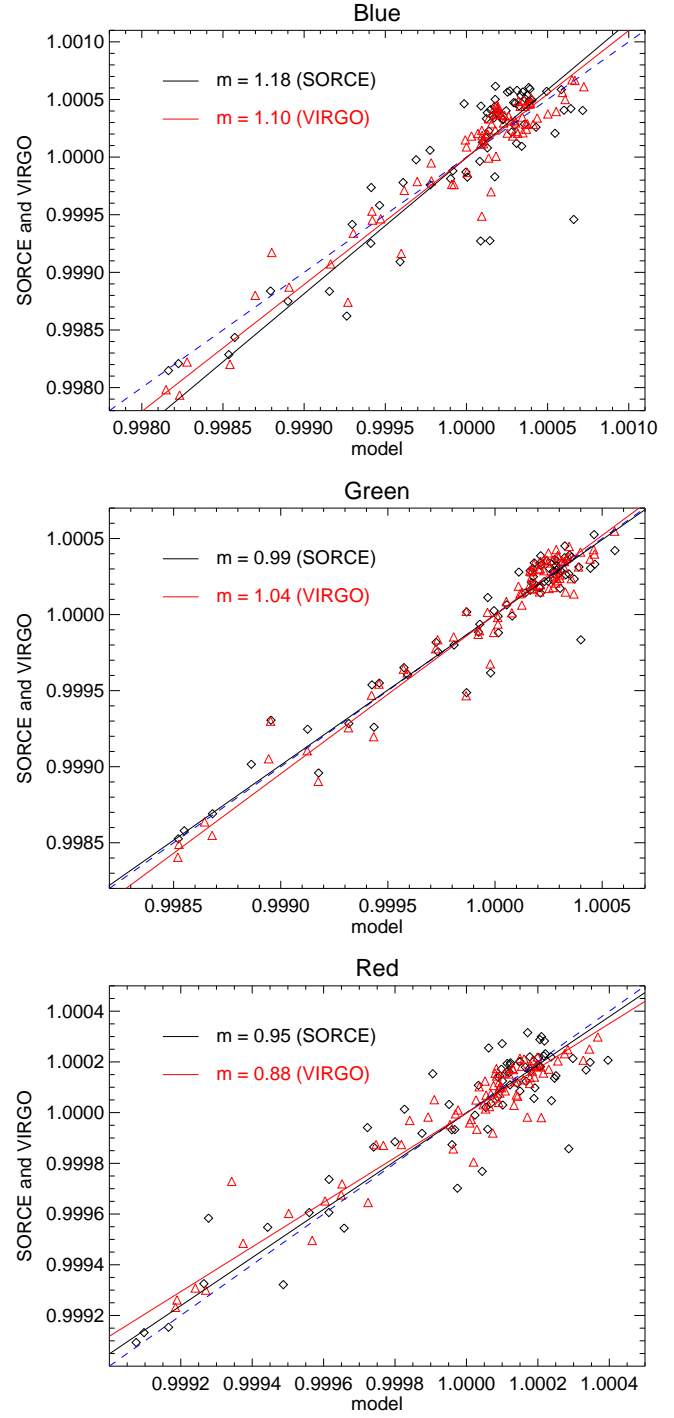 Blue
1.0010
1.0005
1.0000
0.9995
0.9990
0.9985
0.9980
SORCE and VIRGO
m = 1.18 (SORCE)
m = 1.10 (VIRGO)
0.9980 0.9985 0.9990 0.9995 1.0000 1.0005 1.0010
model
Green
1.0005
1.0000
0.9995
0.9990
0.9985
SORCE and VIRGO
m = 0.99 (SORCE)
m = 1.04 (VIRGO)
0.9985 0.9990 0.9995 1.0000 1.0005
model
Red
1.0004
1.0002
1.0000
0.9998
0.9996
0.9994
0.9992
SORCE and VIRGO
m = 0.95 (SORCE)
m = 0.88 (VIRGO)
0.9992 0.9994 0.9996 0.9998 1.0000 1.0002 1.0004
model